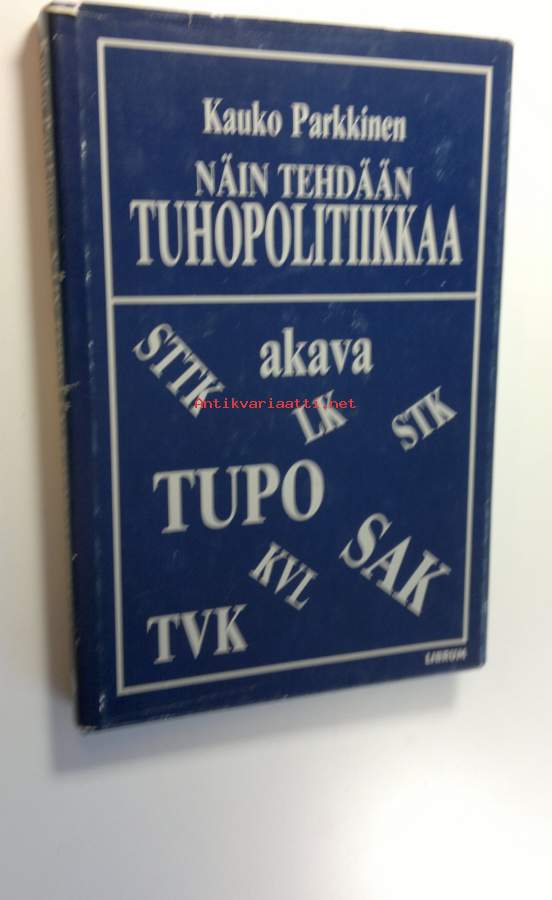 Kauko Parkkinen
NÄIN TEHDÄÄN
TUHOPOLITIIKKAA
STTK
akava
LK
STK
Antikvariaatti.net
TUPO
SAK
KVL
TVK
LIBRUM